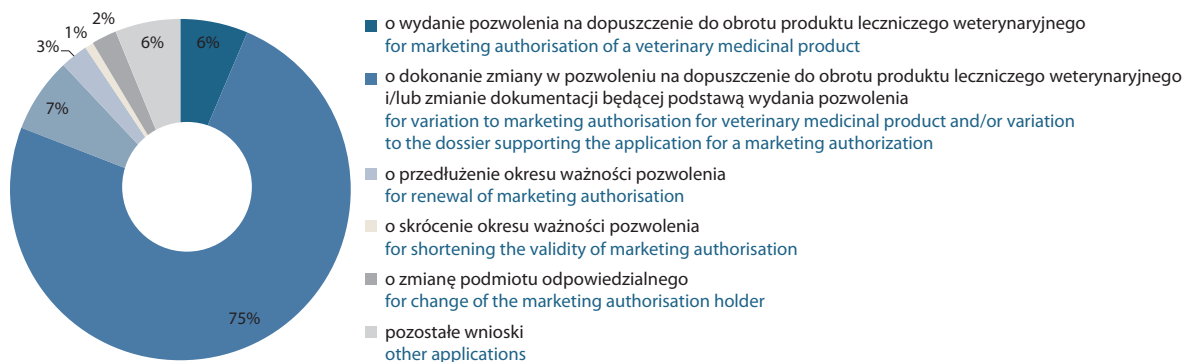 2%
1%
3%
6%
6%
7%
75%
o wydanie pozwolenia na dopuszczenie do obrotu produktu leczniczego weterynaryjnego
for marketing authorisation of a veterinary medicinal product
o dokonanie zmiany w pozwoleniu na dopuszczenie do obrotu produktu leczniczego weterynaryjnego
i/lub zmianie dokumentacji będącej podstawą wydania pozwolenia
for variation to marketing authorisation for veterinary medicinal product and/or variation
to the dossier supporting the application for a marketing authorization
o przedłużenie okresu ważności pozwolenia
for renewal of marketing authorisation
o skrócenie okresu ważności pozwolenia
for shortening the validity of marketing authorisation
o zmianę podmiotu odpowiedzialnego
for change of the marketing authorisation holder
pozostałe wnioski
other applications